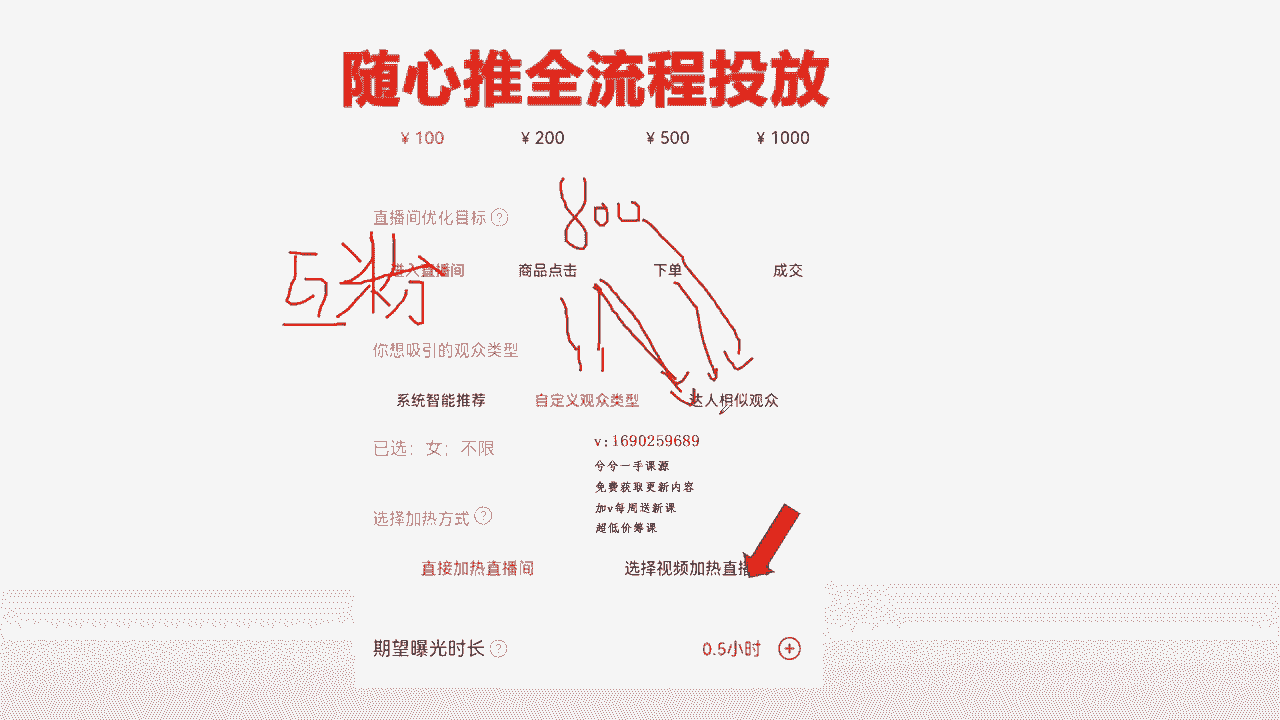 随心推全流程投放
¥ 100 ¥ 200 ¥ 500 ¥ 1000
800
直播间优化目标 ?
进入直播间 商品点击 下单 成交
互粉
你想吸引的观众类型
系统智能推荐 自定义观众类型 达人相似观众
已选：女；不限
v:1690259689
兮兮一手课源
免费获取更新内容
加v每周送新课
超低价筹课
选择加热方式 ?
直接加热直播间 选择视频加热直播
期望曝光时长 ? 0.5小时 +